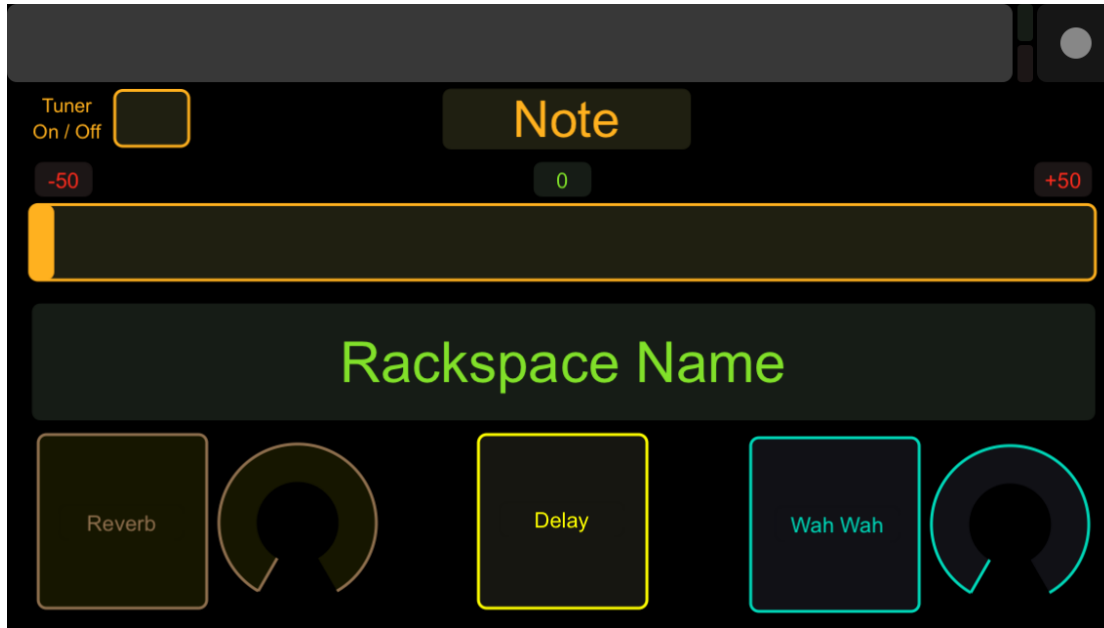 Tuner
On / Off
Note
-50
0
+50
Rackspace Name
Reverb
Delay
Wah Wah